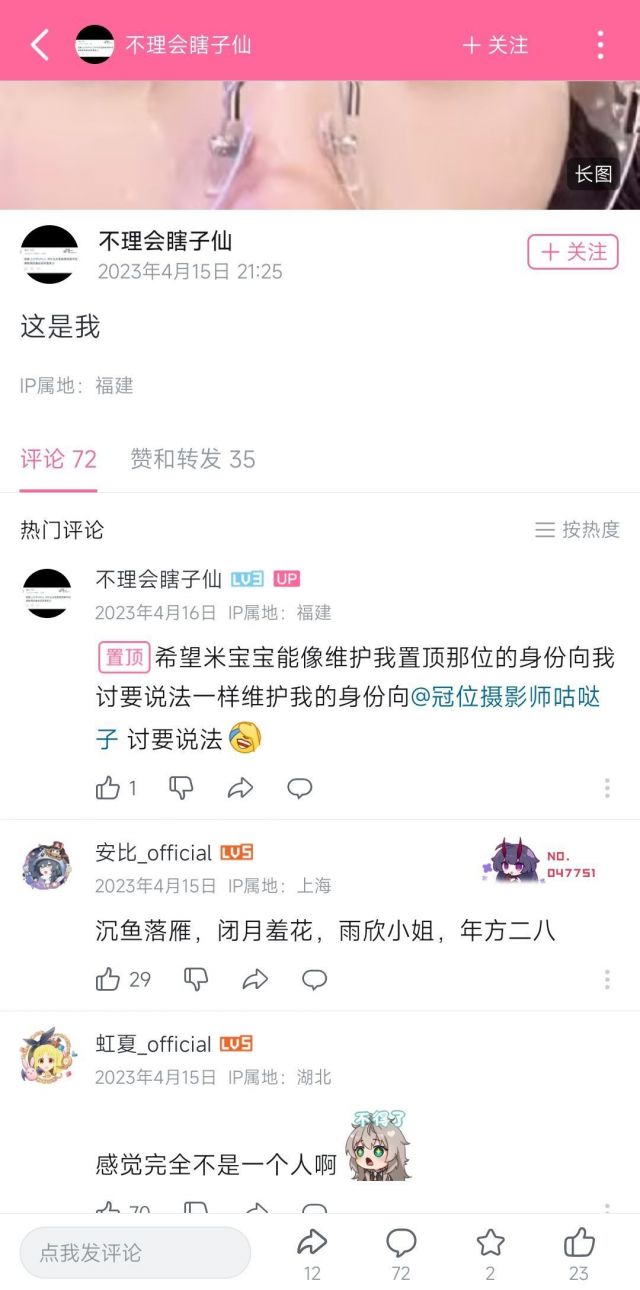 不理会瞎子仙
+ 关注
长图
不理会瞎子仙
2023年4月15日 21:25
+ 关注
这是我
IP属地：福建
评论 72
赞和转发 35
热门评论
按热度
不理会瞎子仙 LV3 UP
2023年4月16日 IP属地：福建
置顶 希望米宝宝能像维护我置顶那位的身份向我
讨要说法一样维护我的身份向@冠位摄影师咕哒
子 讨要说法
1
安比_official LV5
NO.
047751
2023年4月15日 IP属地：上海
沉鱼落雁，闭月羞花，雨欣小姐，年方二八
29
虹夏_official LV5
2023年4月15日 IP属地：湖北
不得了
感觉完全不是一个人啊
70
点我发评论
12
72
2
23